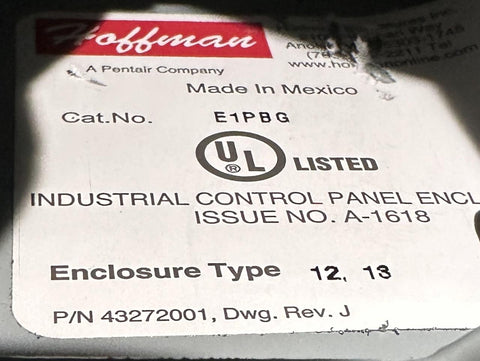 Hoffman
A Pentair Company
Made In Mexico
Cat.No. E1PBG
UL
®
LISTED
INDUSTRIAL CONTROL PANEL ENCL
ISSUE NO. A-1618
Enclosure Type 12, 13
P/N 43272001, Dwg. Rev. J